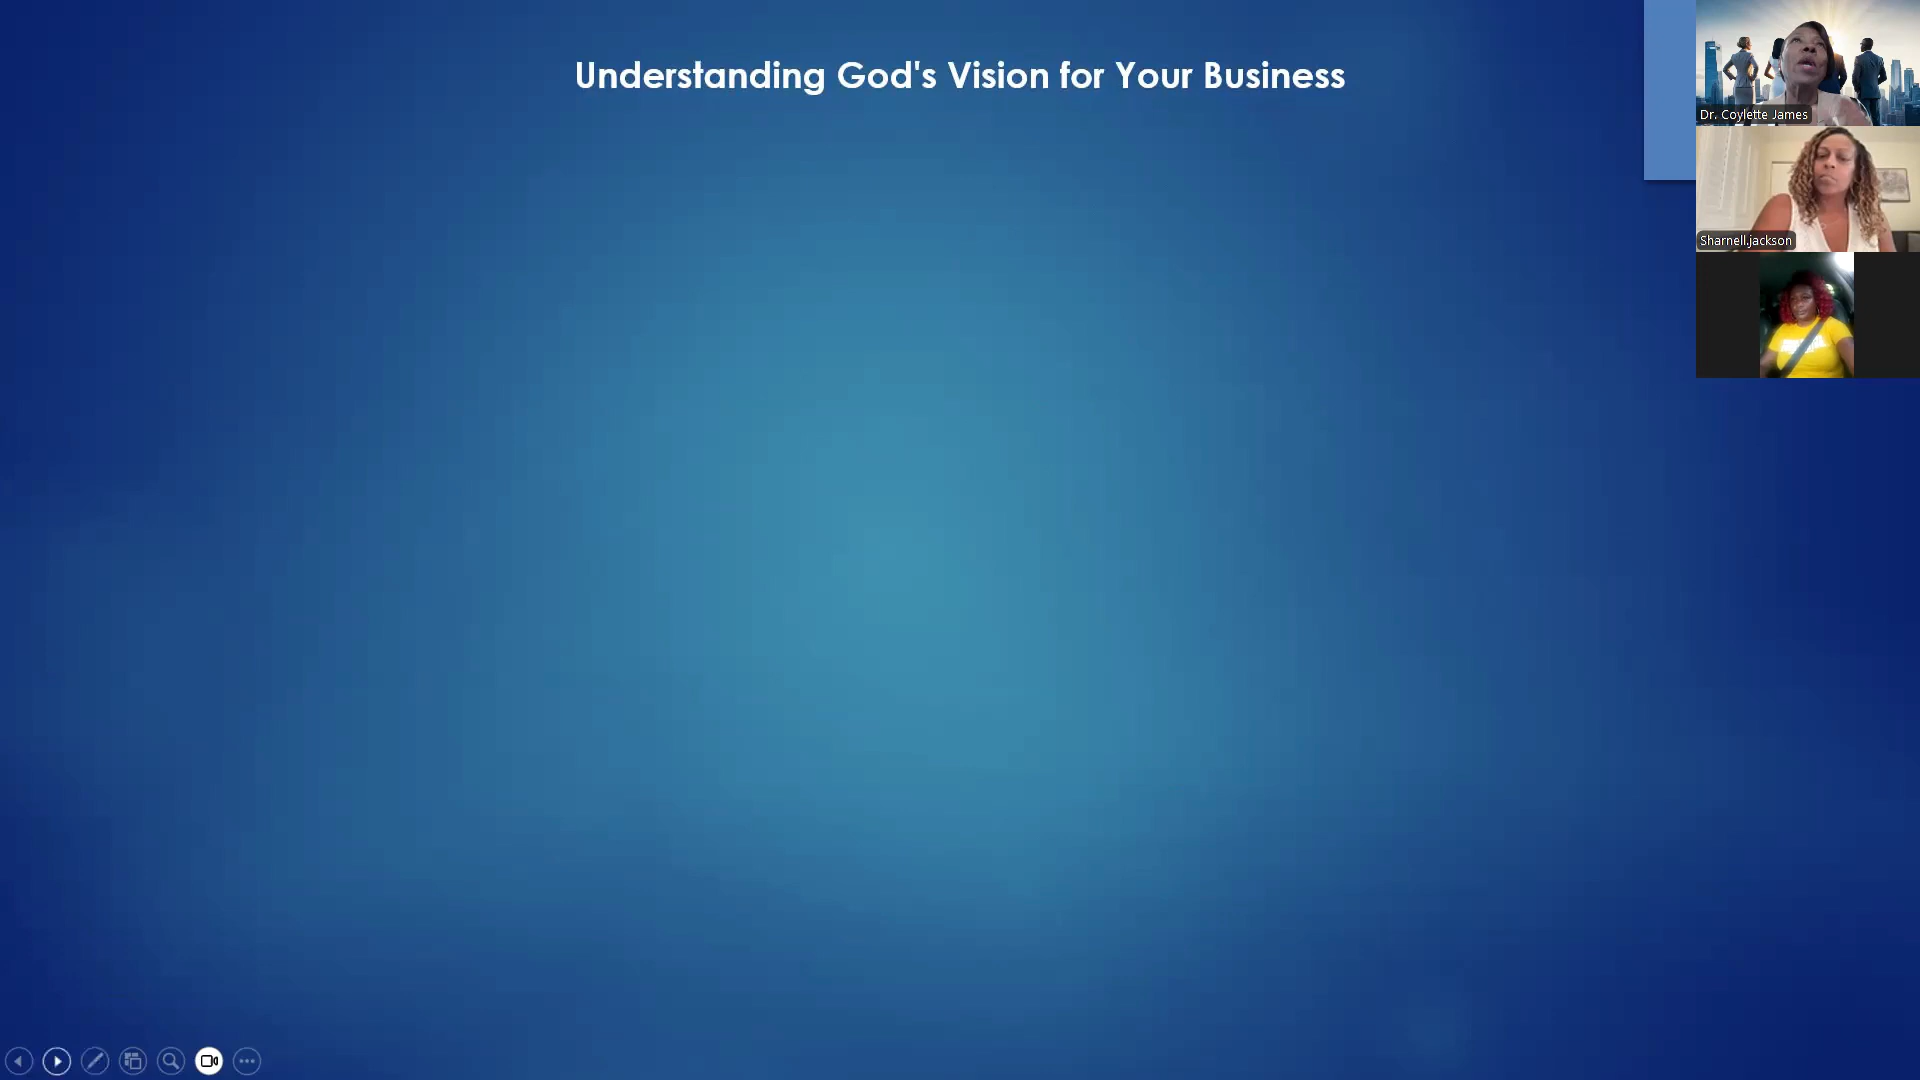 Understanding God's Vision for Your Business
Dr. Coylette James
Sharnell.jackson